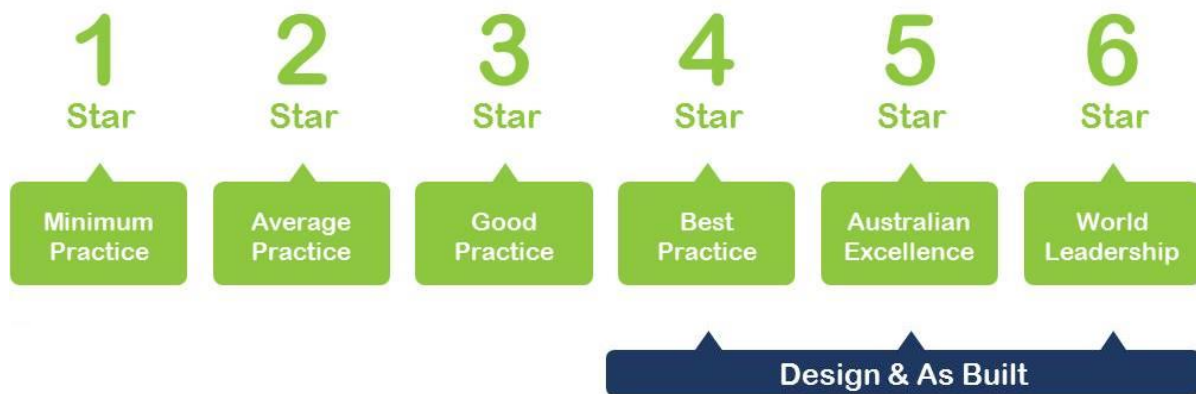 1
Star
2
Star
3
Star
4
Star
5
Star
6
Star
Minimum
Practice
Average
Practice
Good
Practice
Best
Practice
Australian
Excellence
World
Leadership
Design & As Built